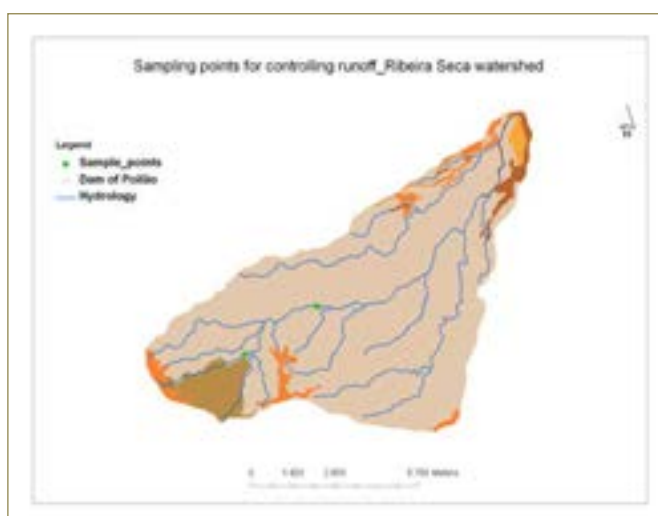 Sampling points for controlling runoff_Ribeira Seca watershed
Legend
Sample_points
Dam of Poilão
Hydrology
0
Meters